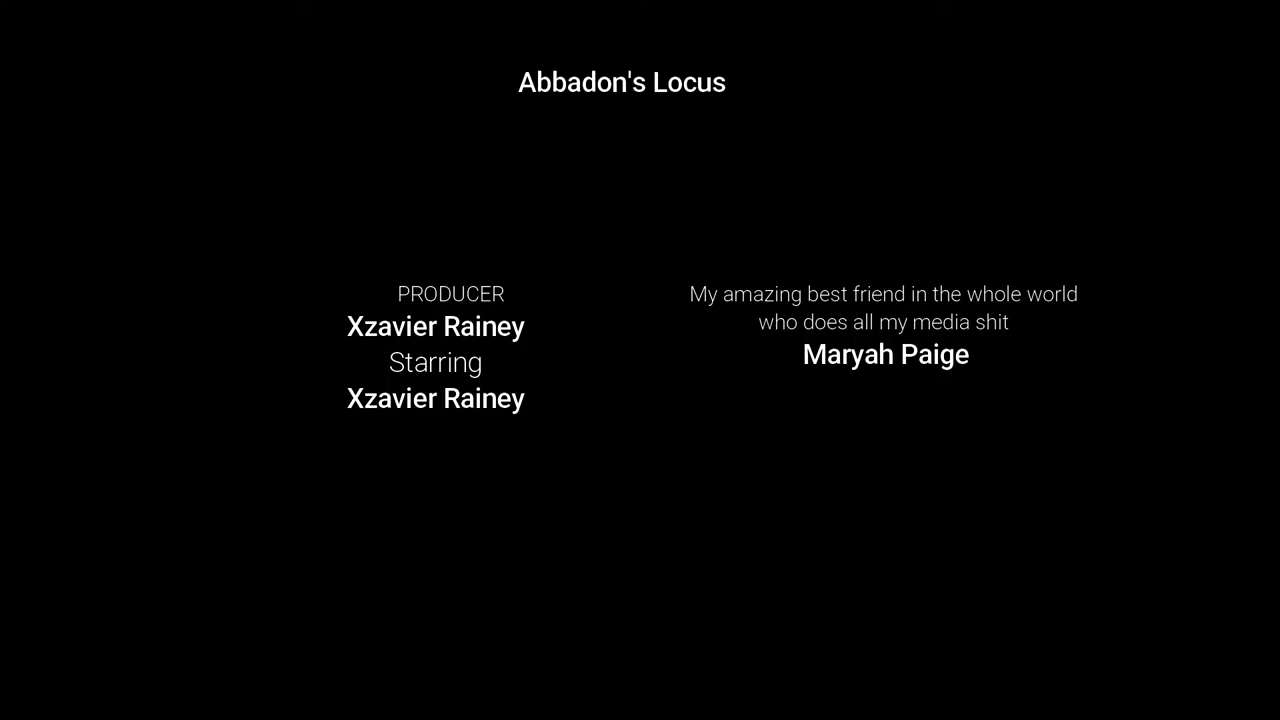 Abbadon's Locus
PRODUCER
Xzavier Rainey
Starring
Xzavier Rainey
My amazing best friend in the whole world
who does all my media shit
Maryah Paige